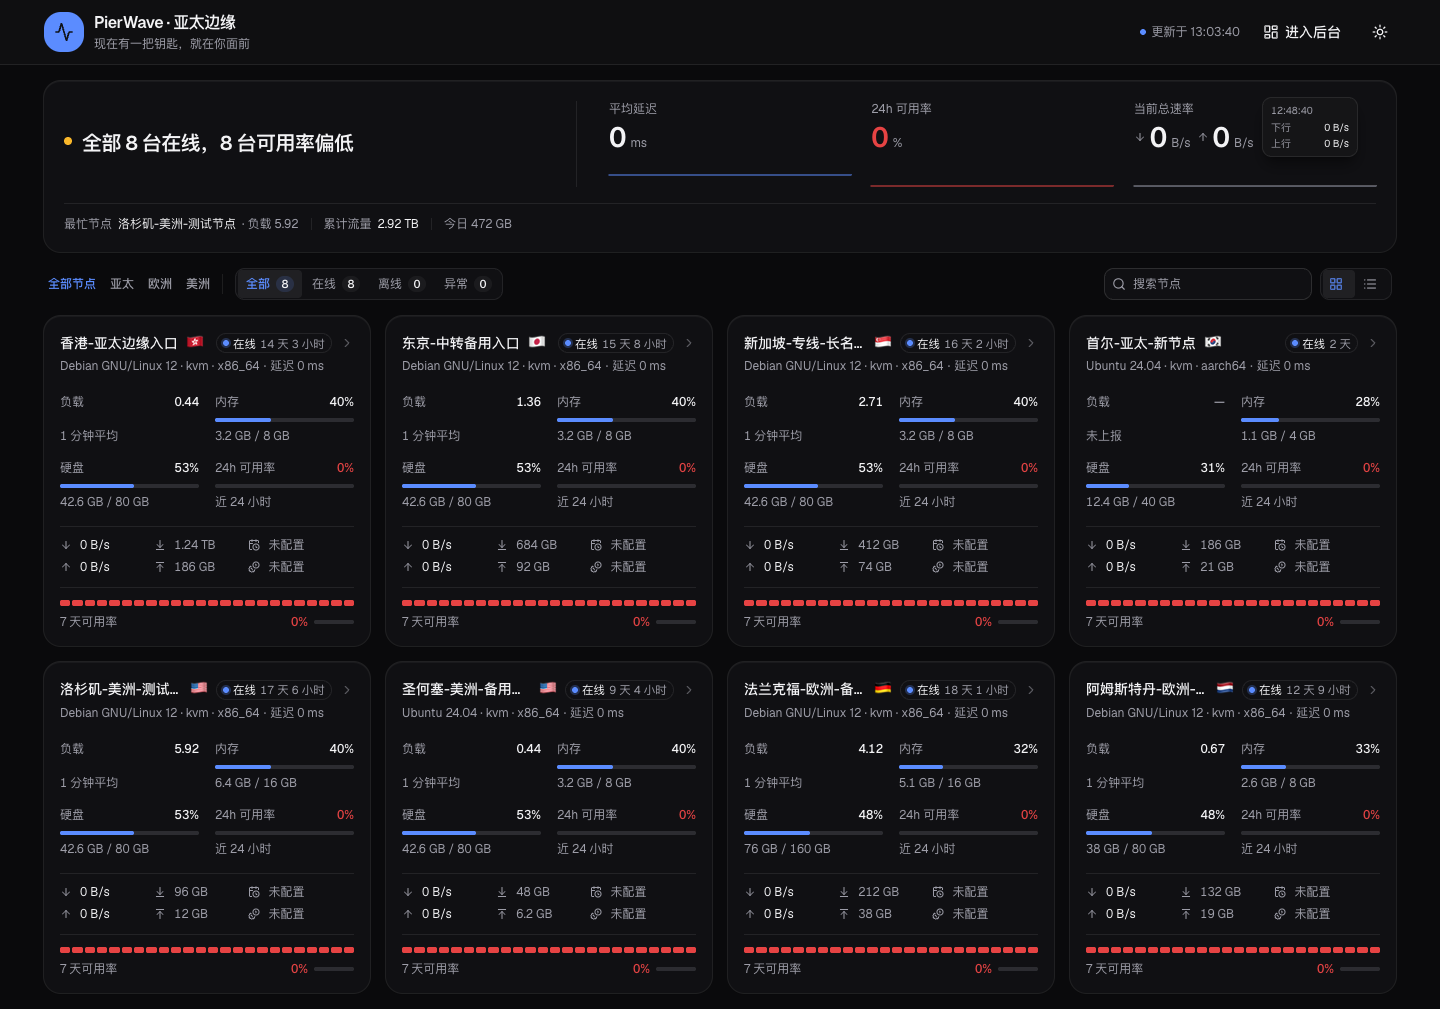 PierWave · 亚太边缘
现在有一把钥匙，就在你面前
更新于 13:03:40
进入后台
全部 8 台在线，8 台可用率偏低
平均延迟
0 ms
24h 可用率
0 %
当前总速率
0 B/s 0 B/s
12:48:40
下行 0 B/s
上行 0 B/s
最忙节点 洛杉矶-美洲-测试节点 · 负载 5.92 累计流量 2.92 TB 今日 472 GB
全部节点 亚太 欧洲 美洲 全部 8 在线 8 离线 0 异常 0
搜索节点
香港-亚太边缘入口 在线 14 天 3 小时
Debian GNU/Linux 12 · kvm · x86_64 · 延迟 0 ms
负载 0.44 内存 40%
1 分钟平均 3.2 GB / 8 GB
硬盘 53% 24h 可用率 0%
42.6 GB / 80 GB 近 24 小时
0 B/s 1.24 TB 未配置
0 B/s 186 GB 未配置
7 天可用率 0%
东京-中转备用入口 在线 15 天 8 小时
Debian GNU/Linux 12 · kvm · x86_64 · 延迟 0 ms
负载 1.36 内存 40%
1 分钟平均 3.2 GB / 8 GB
硬盘 53% 24h 可用率 0%
42.6 GB / 80 GB 近 24 小时
0 B/s 684 GB 未配置
0 B/s 92 GB 未配置
7 天可用率 0%
新加坡-专线-长名... 在线 16 天 2 小时
Debian GNU/Linux 12 · kvm · x86_64 · 延迟 0 ms
负载 2.71 内存 40%
1 分钟平均 3.2 GB / 8 GB
硬盘 53% 24h 可用率 0%
42.6 GB / 80 GB 近 24 小时
0 B/s 412 GB 未配置
0 B/s 74 GB 未配置
7 天可用率 0%
首尔-亚太-新节点 在线 2 天
Ubuntu 24.04 · kvm · aarch64 · 延迟 0 ms
负载 — 内存 28%
未上报 1.1 GB / 4 GB
硬盘 31% 24h 可用率 0%
12.4 GB / 40 GB 近 24 小时
0 B/s 186 GB 未配置
0 B/s 21 GB 未配置
7 天可用率 0%
洛杉矶-美洲-测试... 在线 17 天 6 小时
Debian GNU/Linux 12 · kvm · x86_64 · 延迟 0 ms
负载 5.92 内存 40%
1 分钟平均 6.4 GB / 16 GB
硬盘 53% 24h 可用率 0%
42.6 GB / 80 GB 近 24 小时
0 B/s 96 GB 未配置
0 B/s 12 GB 未配置
7 天可用率 0%
圣何塞-美洲-备用... 在线 9 天 4 小时
Ubuntu 24.04 · kvm · x86_64 · 延迟 0 ms
负载 0.44 内存 40%
1 分钟平均 3.2 GB / 8 GB
硬盘 53% 24h 可用率 0%
42.6 GB / 80 GB 近 24 小时
0 B/s 48 GB 未配置
0 B/s 6.2 GB 未配置
7 天可用率 0%
法兰克福-欧洲-备... 在线 18 天 1 小时
Debian GNU/Linux 12 · kvm · x86_64 · 延迟 0 ms
负载 4.12 内存 32%
1 分钟平均 5.1 GB / 16 GB
硬盘 48% 24h 可用率 0%
76 GB / 160 GB 近 24 小时
0 B/s 212 GB 未配置
0 B/s 38 GB 未配置
7 天可用率 0%
阿姆斯特丹-欧洲-... 在线 12 天 9 小时
Debian GNU/Linux 12 · kvm · x86_64 · 延迟 0 ms
负载 0.67 内存 33%
1 分钟平均 2.6 GB / 8 GB
硬盘 48% 24h 可用率 0%
38 GB / 80 GB 近 24 小时
0 B/s 132 GB 未配置
0 B/s 19 GB 未配置
7 天可用率 0%